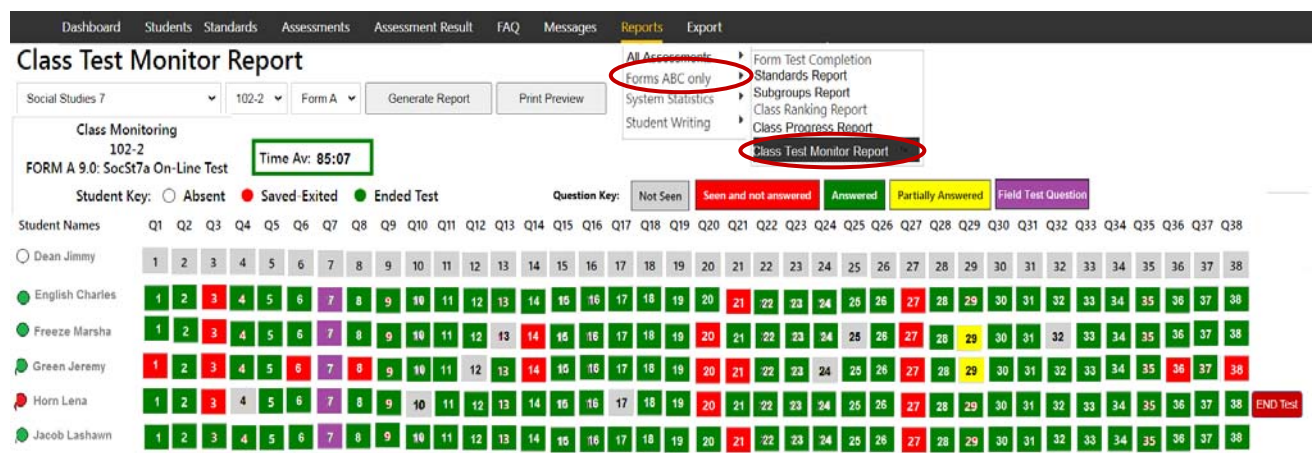 Dashboard Students Standards Assessments Assessment Result FAQ Messages Reports Export
Class Test Monitor Report
All Assessments
Forms ABC only
System Statistics
Student Writing
Form Test Completion
Standards Report
Subgroups Report
Class Ranking Report
Class Progress Report
Class Test Monitor Report
Social Studies 7 102-2 Form A Generate Report Print Preview
Class Monitoring
102-2
FORM A 9.0: SocSt7a On-Line Test
Time Av: 85:07
Student Key: Absent Saved-Exited Ended Test Question Key: Not Seen Seen and not answered Answered Partially Answered Field Test Question
Student Names Q1 Q2 Q3 Q4 Q5 Q6 Q7 Q8 Q9 Q10 Q11 Q12 Q13 Q14 Q15 Q16 Q17 Q18 Q19 Q20 Q21 Q22 Q23 Q24 Q25 Q26 Q27 Q28 Q29 Q30 Q31 Q32 Q33 Q34 Q35 Q36 Q37 Q38
Dean Jimmy 1 2 3 4 5 6 7 8 9 10 11 12 13 14 15 16 17 18 19 20 21 22 23 24 25 26 27 28 29 30 31 32 33 34 35 36 37 38
English Charles 1 2 3 4 5 6 7 8 9 10 11 12 13 14 15 16 17 18 19 20 21 22 23 24 25 26 27 28 29 30 31 32 33 34 35 36 37 38
Freeze Marsha 1 2 3 4 5 6 7 8 9 10 11 12 13 14 15 16 17 18 19 20 21 22 23 24 25 26 27 28 29 30 31 32 33 34 35 36 37 38
Green Jeremy 1 2 3 4 5 6 7 8 9 10 11 12 13 14 15 16 17 18 19 20 21 22 23 24 25 26 27 28 29 30 31 32 33 34 35 36 37 38
Horn Lena 1 2 3 4 5 6 7 8 9 10 11 12 13 14 15 16 17 18 19 20 21 22 23 24 25 26 27 28 29 30 31 32 33 34 35 36 37 38 END Test
Jacob Lashawn 1 2 3 4 5 6 7 8 9 10 11 12 13 14 15 16 17 18 19 20 21 22 23 24 25 26 27 28 29 30 31 32 33 34 35 36 37 38